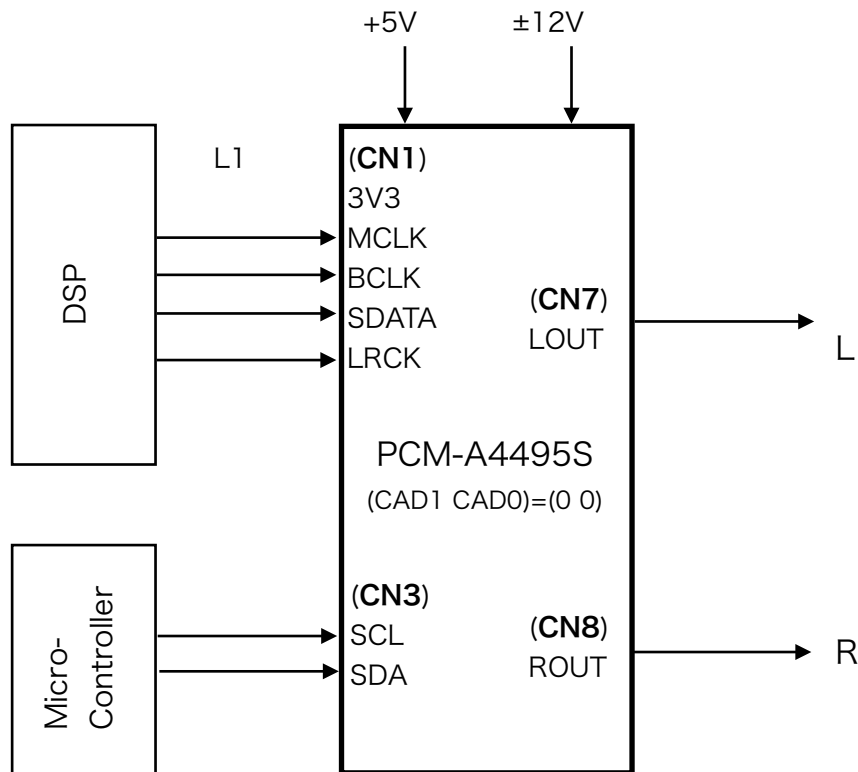 +5V
±12V
DSP
L1
(CN1)
3V3
MCLK
BCLK
SDATA
LRCK
(CN7)
LOUT
L
PCM-A4495S
(CAD1 CAD0)=(0 0)
Micro-
Controller
(CN3)
SCL
SDA
(CN8)
ROUT
R